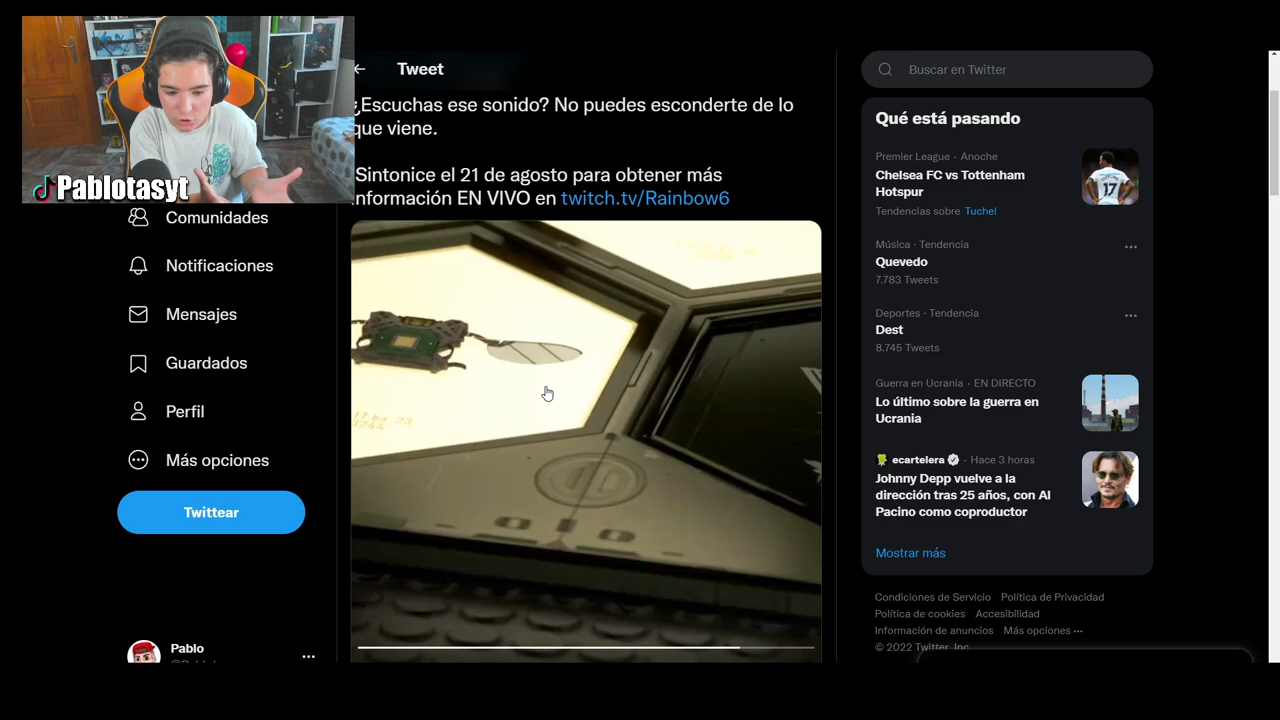 Pablotasyt
Comunidades
Notificaciones
Mensajes
Guardados
Perfil
Más opciones
Twittear
Pablo
Tweet
¿Escuchas ese sonido? No puedes esconderte de lo
que viene.
Sintonice el 21 de agosto para obtener más
información EN VIVO en twitch.tv/Rainbow6
Buscar en Twitter
Qué está pasando
Premier League · Anoche
Chelsea FC vs Tottenham
Hotspur
Tendencias sobre Tuchel
17
Música · Tendencia
Quevedo
7.783 Tweets
Deportes · Tendencia
Dest
8.745 Tweets
Guerra en Ucrania · EN DIRECTO
Lo último sobre la guerra en
Ucrania
ecartelera · Hace 3 horas
Johnny Depp vuelve a la
dirección tras 25 años, con Al
Pacino como coproductor
Mostrar más
Condiciones de Servicio Política de Privacidad
Política de cookies Accesibilidad
Información de anuncios Más opciones
© 2022 Twitter, Inc.